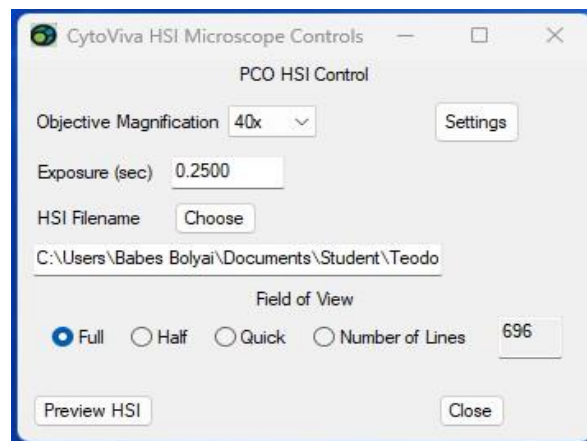 CytoViva HSI Microscope Controls
PCO HSI Control
Objective Magnification 40x Settings
Exposure (sec) 0.2500
HSI Filename Choose
C:\Users\Babes Bolyai\Documents\Student\Teodo
Field of View
Full Half Quick Number of Lines 696
Preview HSI Close